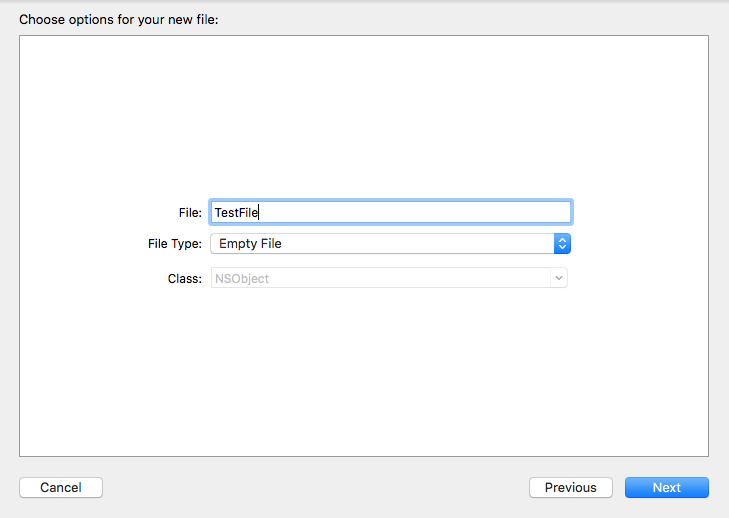 Choose options for your new file:
File: TestFile
File Type: Empty File
Class: NSObject
Cancel Previous Next